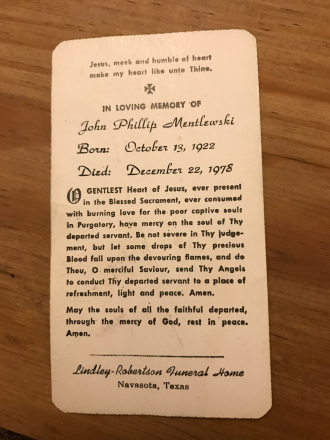 Jesus, meek and humble of heart
make my heart like unto Thine.
✠
IN LOVING MEMORY OF
John Phillip Mentlewski
Born: October 13, 1922
Died: December 22, 1978
O GENTLEST Heart of Jesus, ever present
in the Blessed Sacrament, ever consumed
with burning love for the poor captive souls
in Purgatory, have mercy on the soul of Thy
departed servant. Be not severe in Thy judge-
ment, but let some drops of Thy precious
Blood fall upon the devouring flames, and do
Thou, O merciful Saviour, send Thy Angels
to conduct Thy departed servant to a place of
refreshment, light and peace. Amen.
May the souls of all the faithful departed,
through the mercy of God, rest in peace.
Amen.
Lindley-Robertson Funeral Home
Navasota, Texas